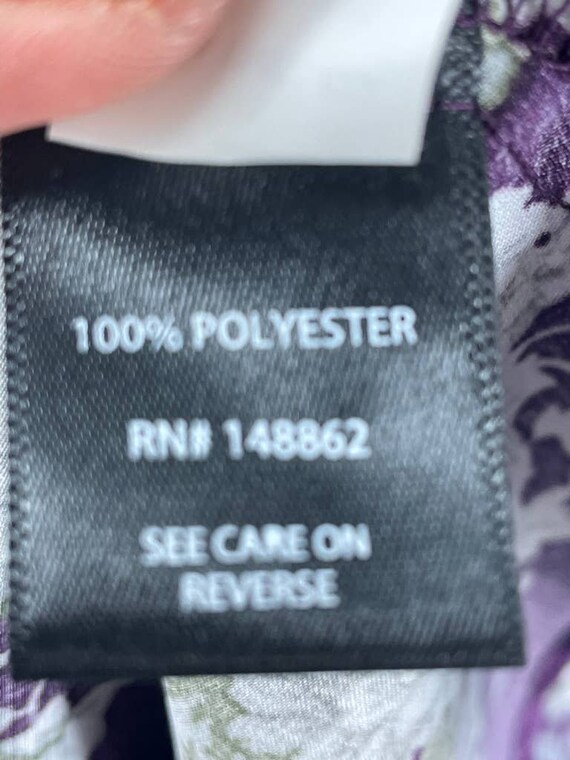 100% POLYESTER
RN# 148862
SEE CARE ON
REVERSE